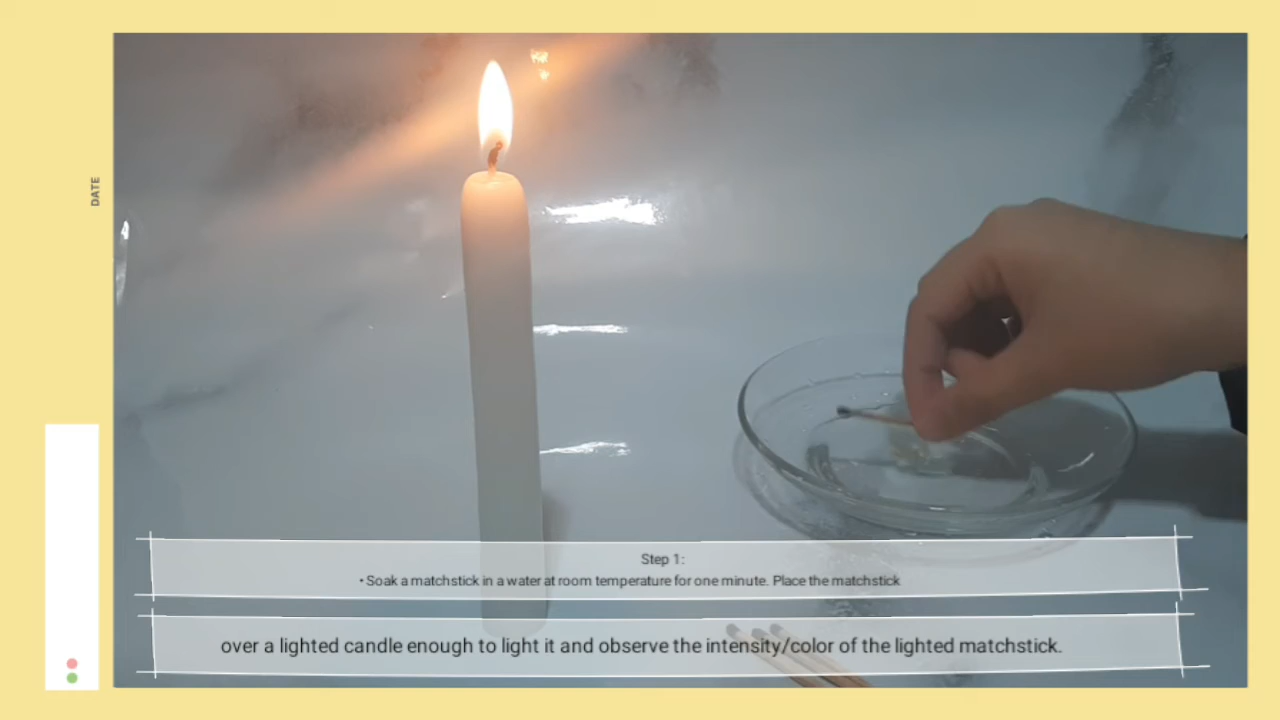 DATE
Step 1:
• Soak a matchstick in a water at room temperature for one minute. Place the matchstick
over a lighted candle enough to light it and observe the intensity/color of the lighted matchstick.